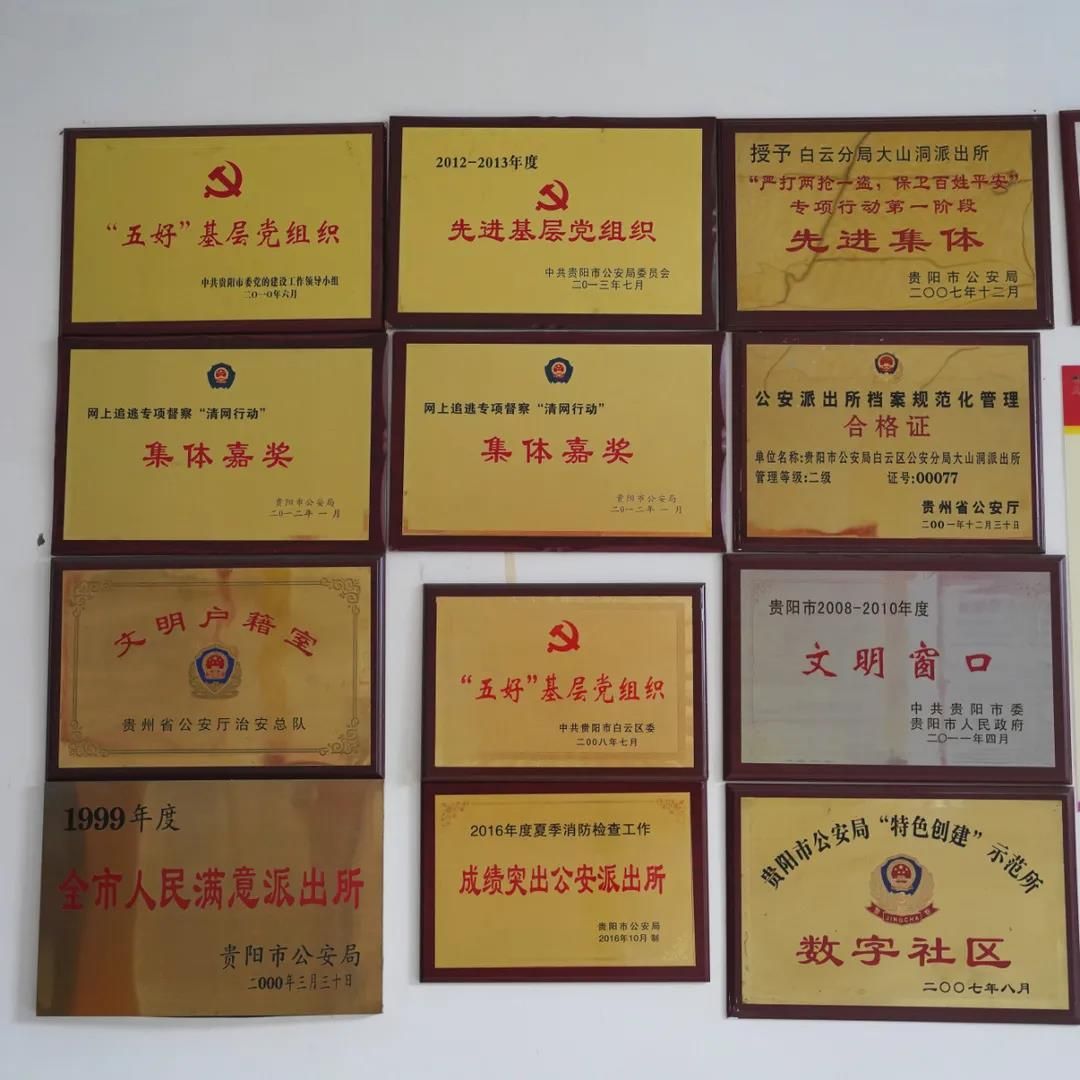 “五好”基层党组织
中共贵阳市委党的建设工作领导小组
二〇一〇年六月
2012-2013年度
先进基层党组织
中共贵阳市公安局委员会
二〇一三年七月
授予 白云分局大山洞派出所
“严打两抢一盗，保卫百姓平安”
专项行动第一阶段
先进集体
贵阳市公安局
二〇〇七年十二月
网上追逃专项督察“清网行动”
集体嘉奖
贵阳市公安局
二〇一二年一月
网上追逃专项督察“清网行动”
集体嘉奖
贵阳市公安局
二〇一二年一月
公安派出所档案规范化管理
合格证
单位名称:贵阳市公安局白云区公安分局大山洞派出所
管理等级:二级 证号:00077
贵州省公安厅
二00一年十二月三十日
文明户籍室
贵州省公安厅治安总队
“五好”基层党组织
中共贵阳市白云区委
二00八年七月
贵阳市2008-2010年度
文明窗口
中共贵阳市委
贵阳市人民政府
二〇一一年四月
1999年度
全市人民满意派出所
贵阳市公安局
二000年三月三十日
2016年度夏季消防检查工作
成绩突出公安派出所
贵阳市公安局
2016年10月 制
贵阳市公安局“特色创建”示范所
JINGCHA
数字社区
二〇〇七年八月